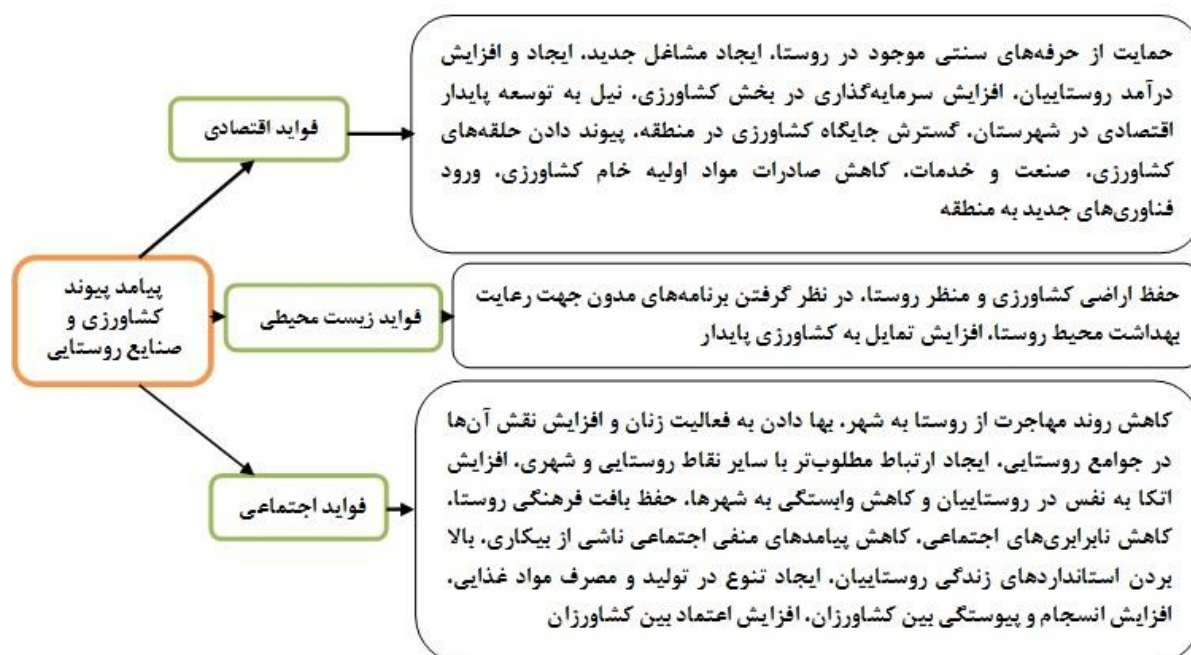 حمایت از حرفه‌های سنتی موجود در روستا، ایجاد مشاغل جدید، ایجاد و افزایش
درآمد روستاییان، افزایش سرمایه‌گذاری در بخش کشاورزی، نیل به توسعه پایدار
اقتصادی در شهرستان، گسترش جایگاه کشاورزی در منطقه، پیوند دادن حلقه‌های
کشاورزی، صنعت و خدمات، کاهش صادرات مواد اولیه خام کشاورزی، ورود
فناوری‌های جدید به منطقه
فواید اقتصادی
پیامد پیوند
کشاورزی و
صنایع روستایی
فواید زیست محیطی
حفظ اراضی کشاورزی و منظر روستا، در نظر گرفتن برنامه‌های مدون جهت رعایت
بهداشت محیط روستا، افزایش تمایل به کشاورزی پایدار
فواید اجتماعی
کاهش روند مهاجرت از روستا به شهر، بها دادن به فعالیت زنان و افزایش نقش آن‌ها
در جوامع روستایی، ایجاد ارتباط مطلوب‌تر با سایر نقاط روستایی و شهری، افزایش
اتکا به نفس در روستاییان و کاهش وابستگی به شهرها، حفظ بافت فرهنگی روستا،
کاهش نابرابری‌های اجتماعی، کاهش پیامدهای منفی اجتماعی ناشی از بیکاری، بالا
بردن استانداردهای زندگی روستاییان، ایجاد تنوع در تولید و مصرف مواد غذایی،
افزایش انسجام و پیوستگی بین کشاورزان، افزایش اعتماد بین کشاورزان